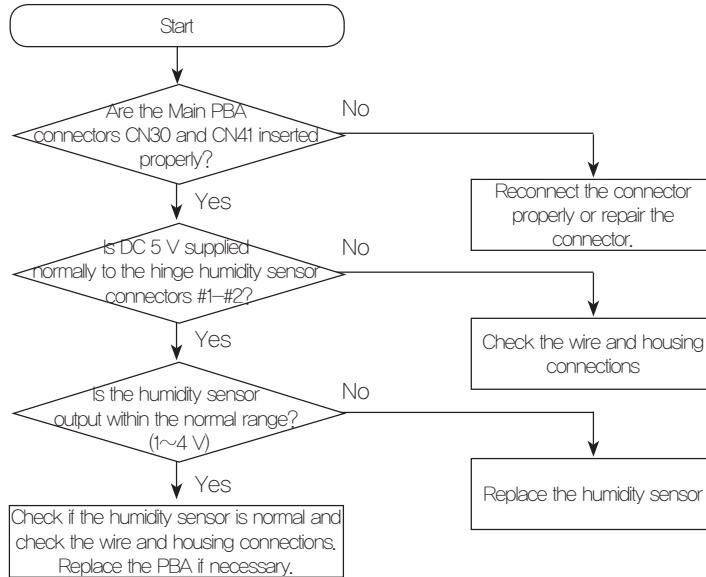 Start
Are the Main PBA
connectors CN30 and CN41 inserted
properly?
No
Reconnect the connector
properly or repair the
connector.
Yes
Is DC 5 V supplied
normally to the hinge humidity sensor
connectors #1-#2?
No
Check the wire and housing
connections
Yes
Is the humidity sensor
output within the normal range?
(1~4 V)
No
Replace the humidity sensor
Yes
Check if the humidity sensor is normal and
check the wire and housing connections.
Replace the PBA if necessary.